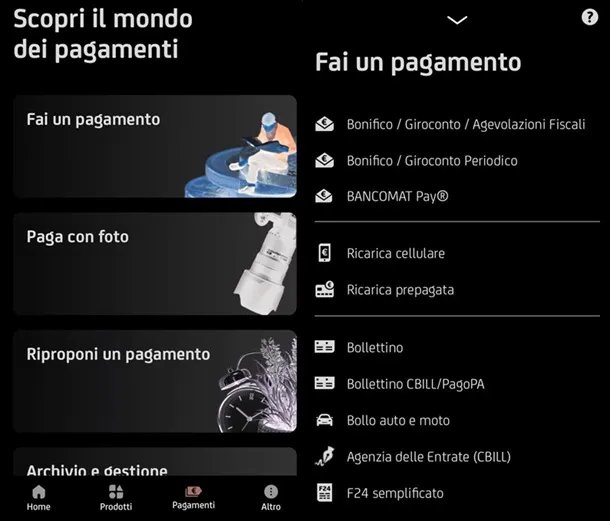 Scopri il mondo
dei pagamenti
Fai un pagamento
Paga con foto
Riproponi un pagamento
Archivio e gestione
Home
Prodotti
Pagamenti
Altro
?
Fai un pagamento
Bonifico / Giroconto / Agevolazioni Fiscali
Bonifico / Giroconto Periodico
BANCOMAT Pay®
Ricarica cellulare
Ricarica prepagata
Bollettino
Bollettino CBILL/PagoPA
Bollo auto e moto
Agenzia delle Entrate (CBILL)
F24 semplificato